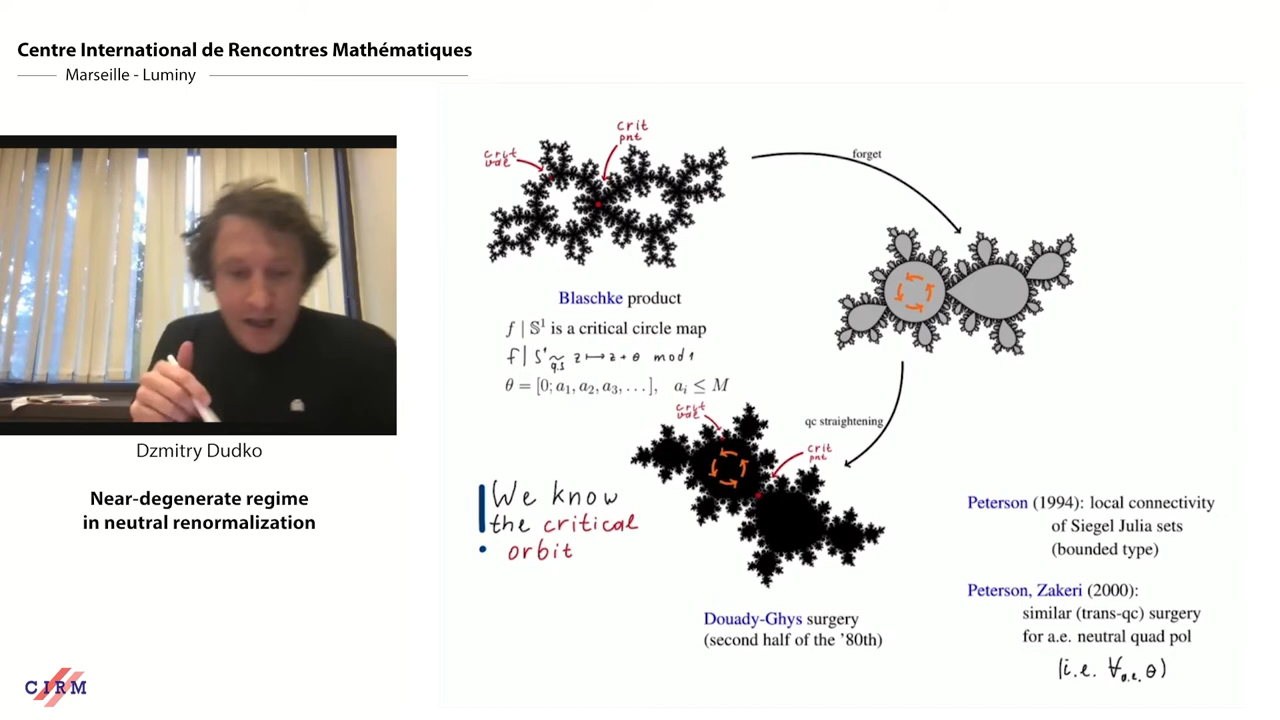 Centre International de Rencontres Mathématiques
Marseille - Luminy
crit
pnt
crit
val
forget
Blaschke product
f | 𝕊¹ is a critical circle map
f | S¹ ~ q.s z ↦ z + θ mod 1
θ = [0; a₁, a₂, a₃, . . .], aᵢ ≤ M
crit
val
qc straightening
crit
pnt
! We know
the critical
orbit
Dzmitry Dudko
Near-degenerate regime
in neutral renormalization
Peterson (1994): local connectivity
of Siegel Julia sets
(bounded type)
Peterson, Zakeri (2000):
similar (trans-qc) surgery
for a.e. neutral quad pol
(i.e. ∀a.e. θ)
Douady-Ghys surgery
(second half of the ’80th)
CIRM